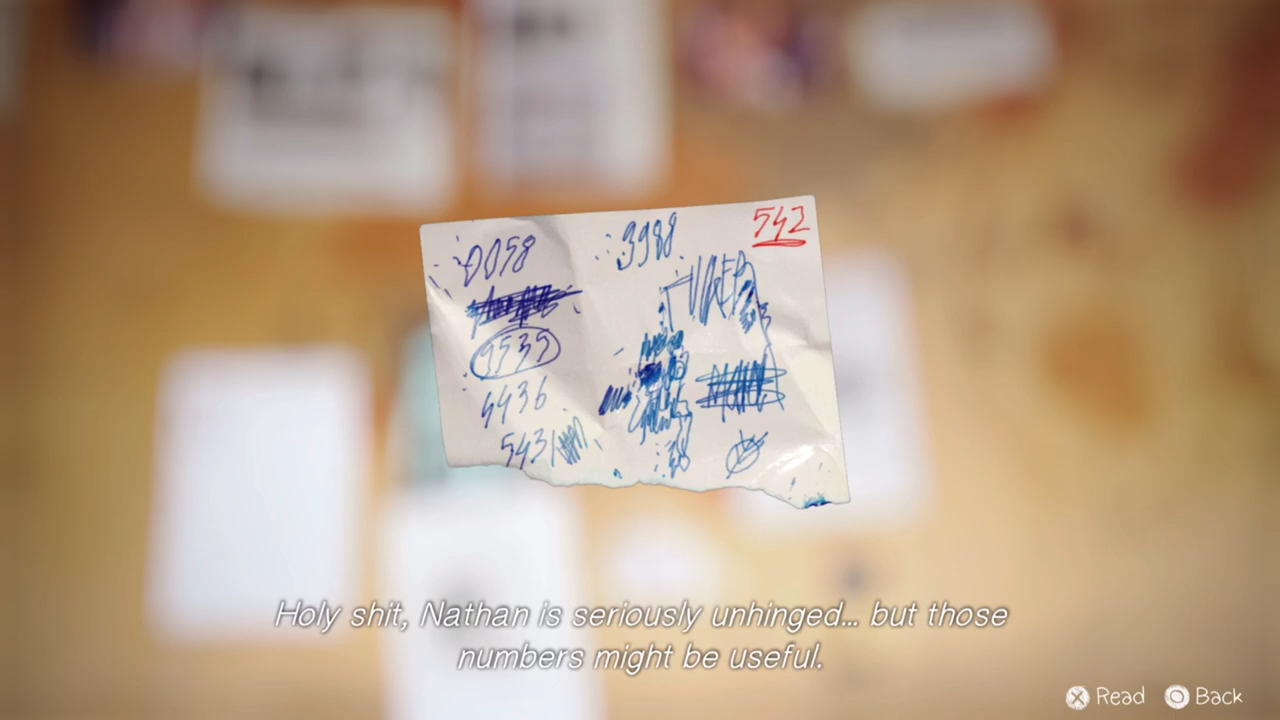 0058
3988
542
9539
4436
543
Holy shit, Nathan is seriously unhinged... but those
numbers might be useful.
Read Back